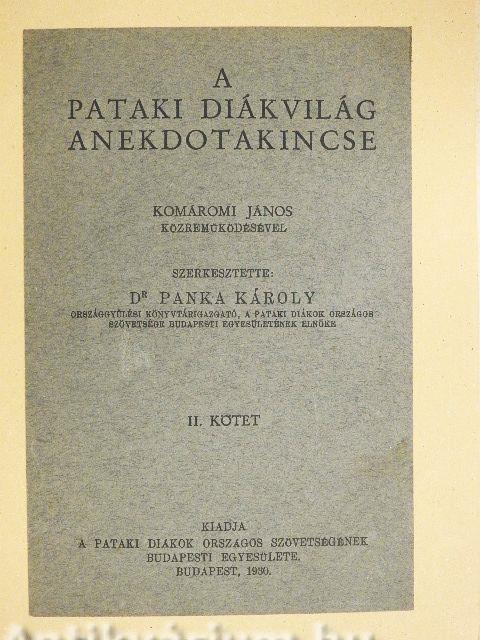 A
PATAKI DIÁKVILÁG
ANEKDOTAKINCSE
KOMÁROMI JÁNOS
KÖZREMŰKÖDÉSÉVEL
SZERKESZTETTE:
DR PANKA KÁROLY
ORSZÁGGYŰLÉSI KÖNYVTÁRIGAZGATÓ, A PATAKI DIÁKOK ORSZÁGOS
SZÖVETSÉGE BUDAPESTI EGYESÜLETÉNEK ELNÖKE
II. KÖTET
KIADJA
A PATAKI DIÁKOK ORSZÁGOS SZÖVETSÉGÉNEK
BUDAPESTI EGYESÜLETE.
BUDAPEST, 1930.